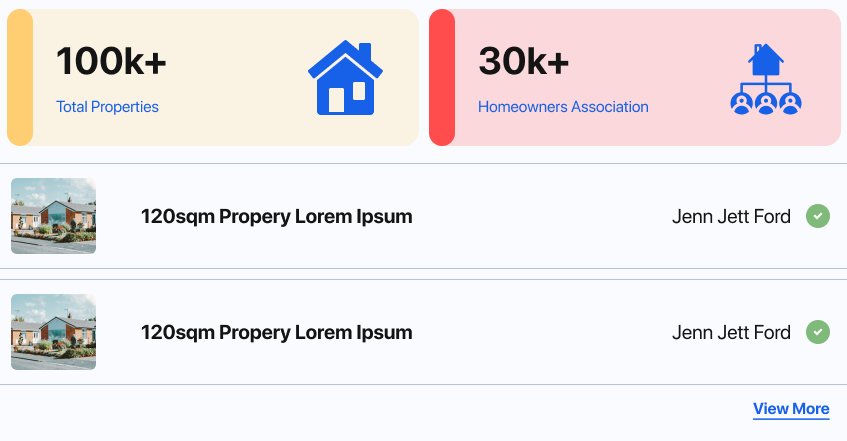 100k+
Total Properties
30k+
Homeowners Association
120sqm Propery Lorem Ipsum
Jenn Jett Ford
120sqm Propery Lorem Ipsum
Jenn Jett Ford
View More